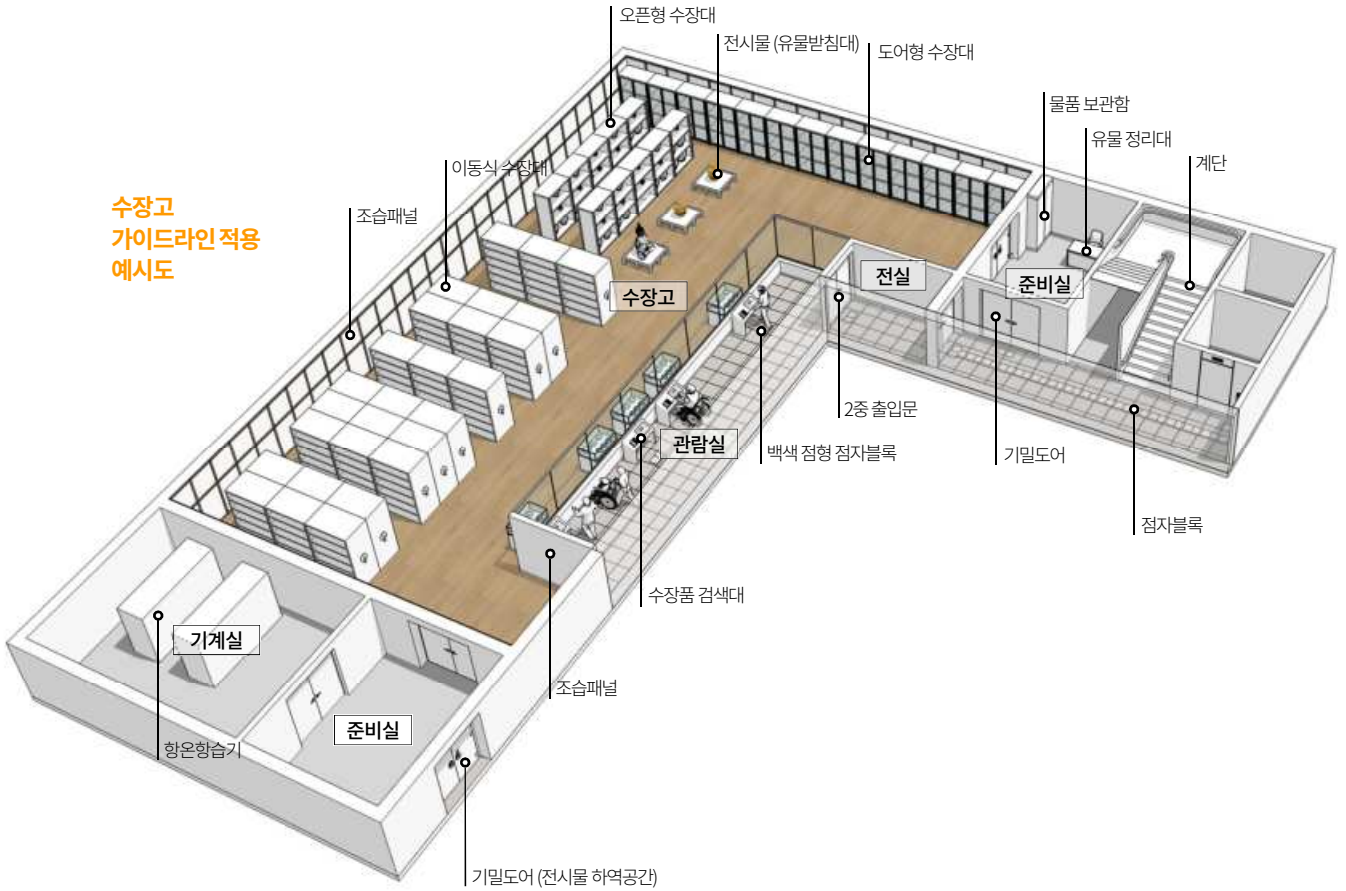 오픈형 수장대
전시물 (유물받침대)
도어형 수장대
물품 보관함
유물 정리대
계단
이동식 수장대
조습패널
수장고
가이드라인 적용
예시도
수장고
전실
준비실
관람실
2중 출입문
백색 점형 점자블록
기밀도어
점자블록
수장품 검색대
기계실
조습패널
준비실
항온항습기
기밀도어 (전시물 하역공간)